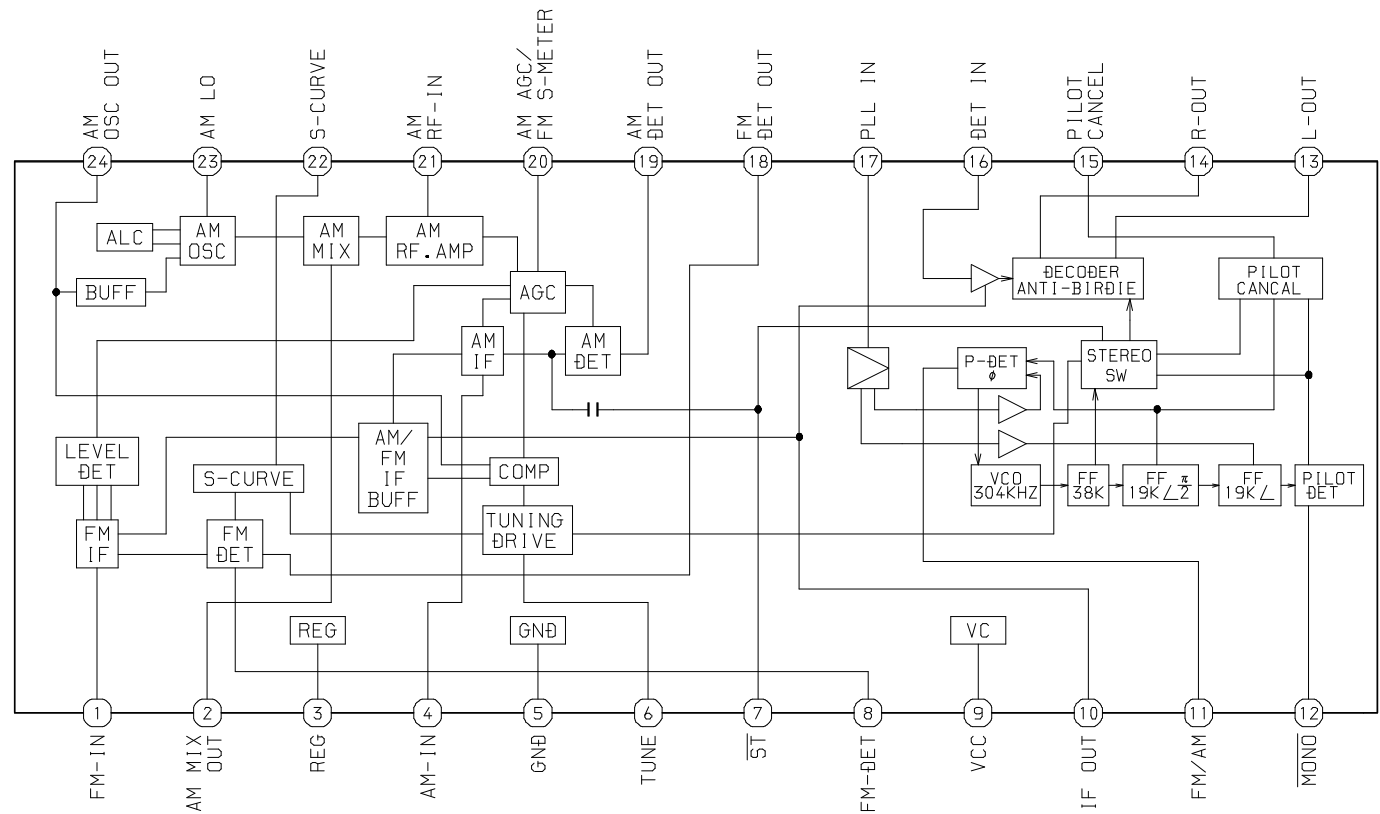 AM
OSC OUT
AM LO
S-CURVE
AM
RF-IN
AM AGC/
FM S-METER
AM
DET OUT
FM
DET OUT
PLL IN
DET IN
PILOT
CANCEL
R-OUT
L-OUT
24
23
22
21
20
19
18
17
16
15
14
13
ALC
AM
OSC
AM
MIX
AM
RF.AMP
BUFF
AGC
DECODER
ANTI-BIRDIE
PILOT
CANCAL
AM
IF
AM
DET
P-DET
φ
STEREO
SW
LEVEL
DET
S-CURVE
AM/
FM
IF
BUFF
COMP
VCO
304KHZ
FF
38K
FF
19K∠π/2
FF
19K∠
PILOT
DET
FM
IF
FM
DET
TUNING
DRIVE
REG
GND
VC
1
2
3
4
5
6
7
8
9
10
11
12
FM-IN
AM MIX
OUT
REG
AM-IN
GND
TUNE
ST
FM-DET
VCC
IF OUT
FM/AM
MONO